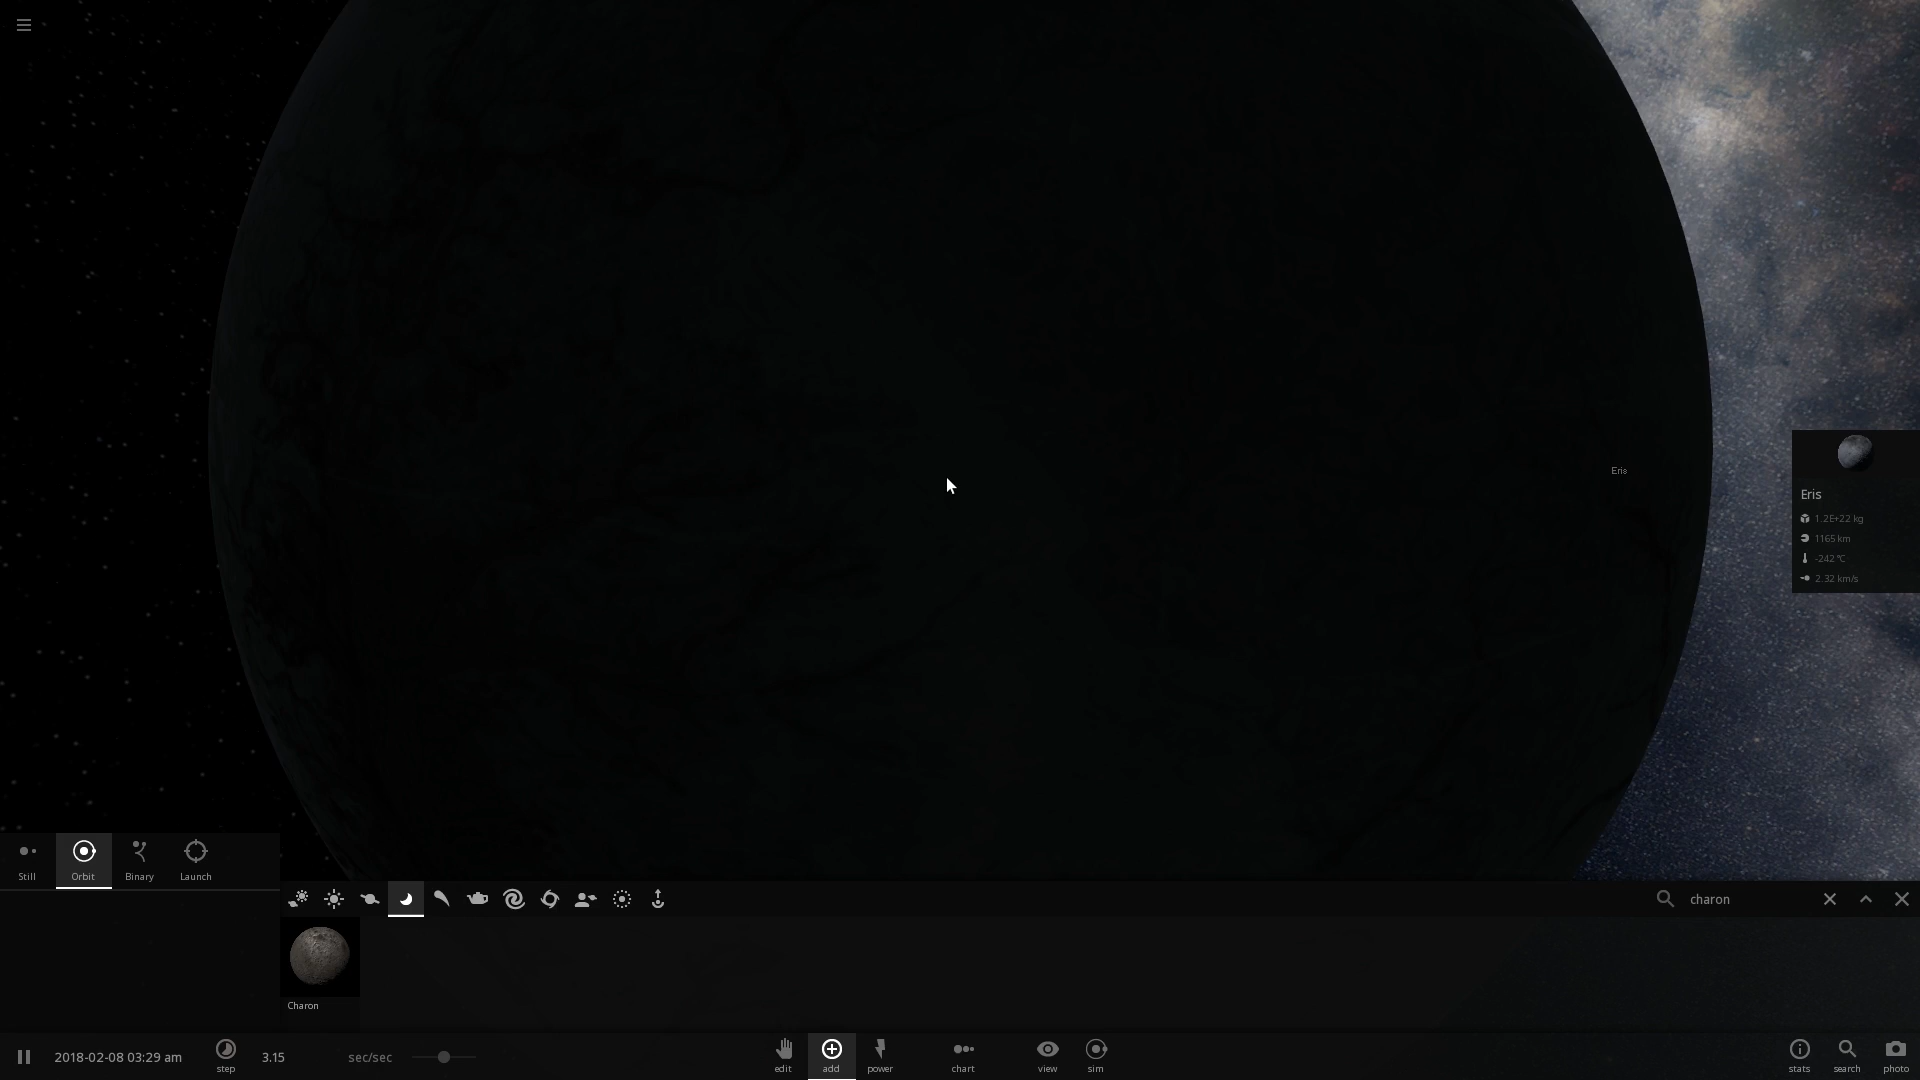 Eris
Eris
1.2E+22 kg
1165 km
-242 ℃
2.32 km/s
Still
Orbit
Binary
Launch
charon
Charon
2018-02-08 03:29 am
step
3.15
sec/sec
edit
add
power
chart
view
sim
stats
search
photo